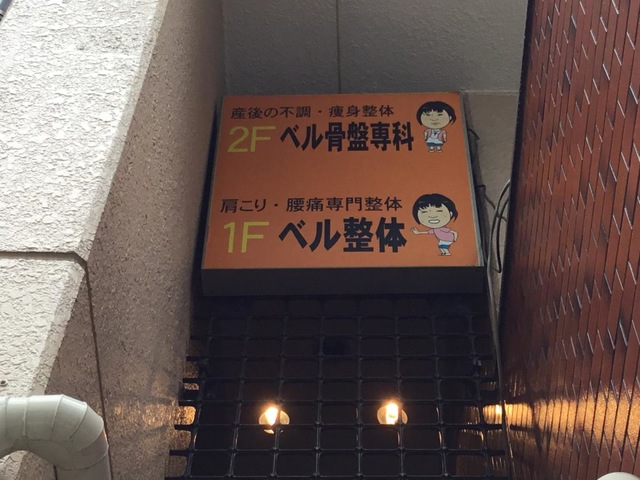 産後の不調・痩身整体
2F ベル骨盤専科
肩こり・腰痛専門整体
1F ベル整体